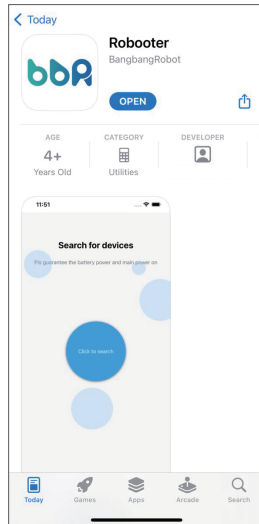 Today
bbR
Robooter
BangbangRobot
OPEN
AGE CATEGORY DEVELOPER
4+
Years Old Utilities
11:51
Search for devices
Pls guarantee the battery power and main power on
Click to search
Today Games Apps Arcade Search